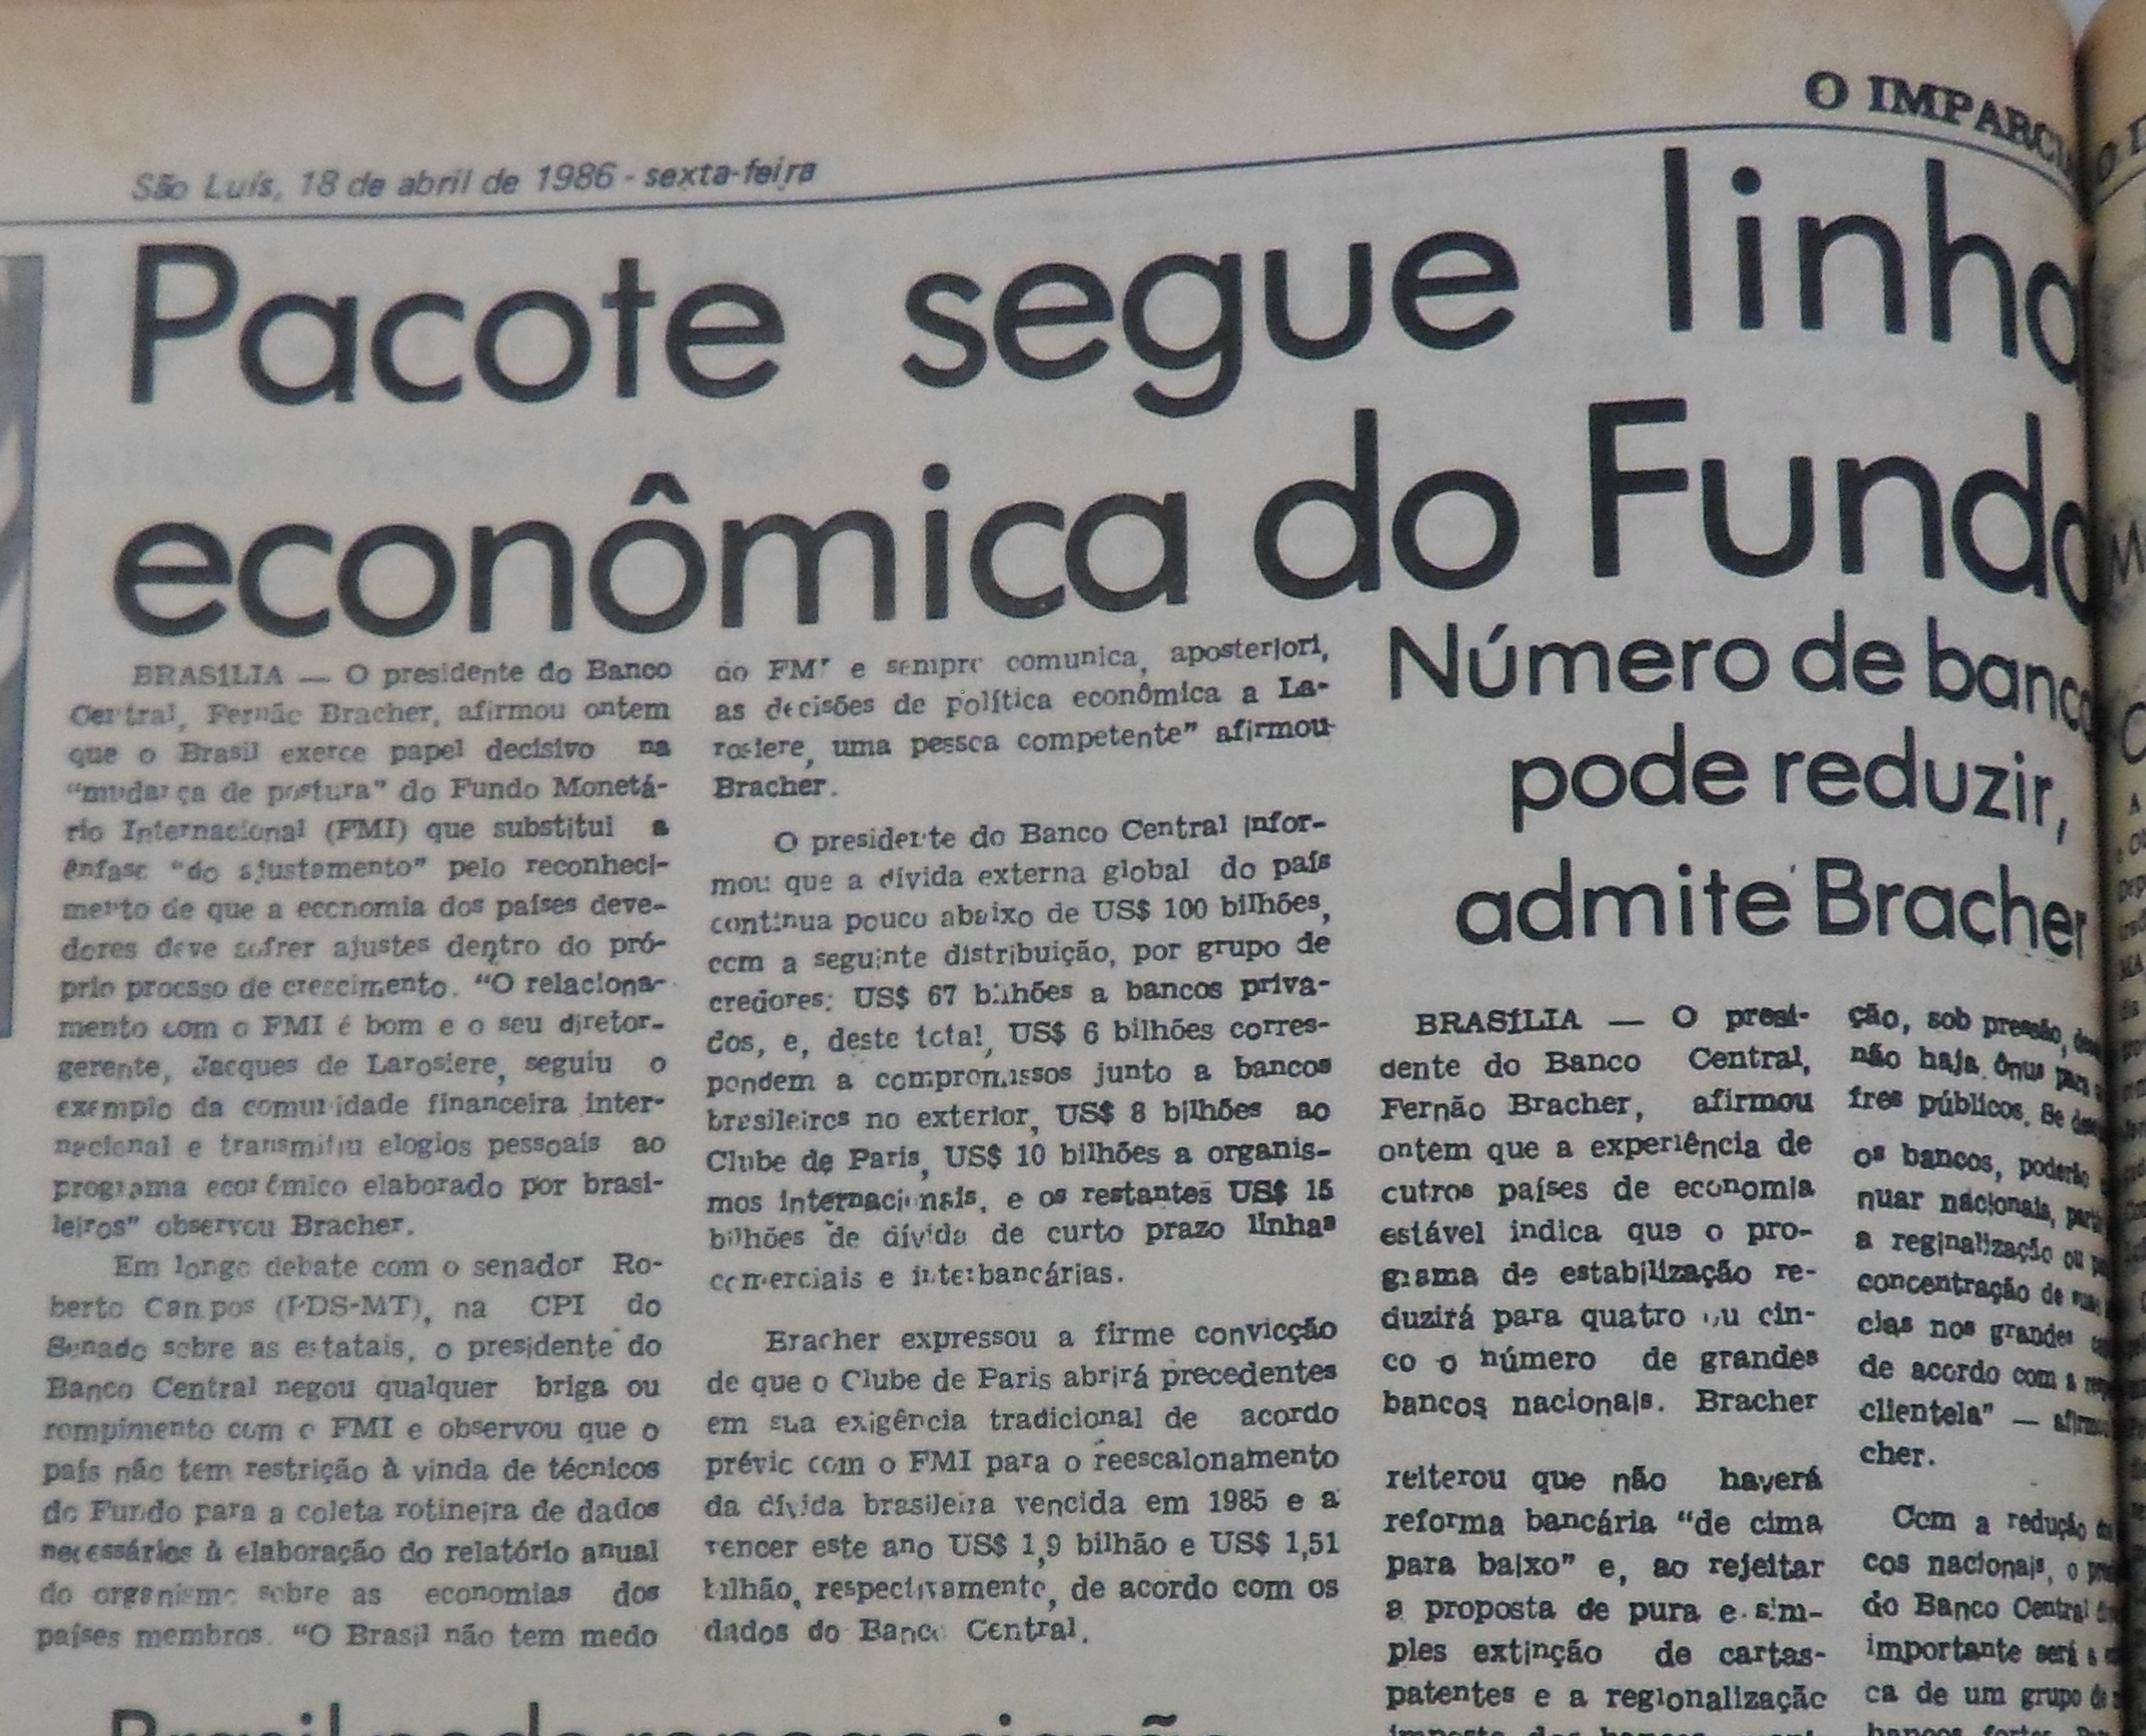 O IMPARCI
São Luís, 18 de abril de 1986 - sexta-feira
Pacote segue linha
econômica do Fundo
BRASÍLIA — O presidente do Banco
Central, Fernão Bracher, afirmou ontem
que o Brasil exerce papel decisivo na
“mudança de postura” do Fundo Monetá-
rio Internacional (FMI) que substitui a
ênfase “do ajustamento” pelo reconheci-
mento de que a economia dos países deve-
dores deve sofrer ajustes dentro do pró-
prio procsso de crescimento. “O relaciona-
mento com o FMI é bom e o seu diretor-
gerente, Jacques de Larosiere, seguiu o
exemplo da comunidade financeira inter-
nacional e transmitiu elogios pessoais ao
programa econômico elaborado por brasi-
leiros” observou Bracher.
Em longo debate com o senador Ro-
berto Campos (PDS-MT), na CPI do
Senado sobre as estatais, o presidente do
Banco Central negou qualquer briga ou
rompimento com o FMI e observou que o
país não tem restrição à vinda de técnicos
do Fundo para a coleta rotineira de dados
necessários à elaboração do relatório anual
do organismo sobre as economias dos
países membros. “O Brasil não tem medo
do FMI e sempre comunica, aposteriori,
as decisões de política econômica a La-
rosiere, uma pessoa competente” afirmou
Bracher.
O presidente do Banco Central infor-
mou que a dívida externa global do país
continua pouco abaixo de US$ 100 bilhões,
com a seguinte distribuição, por grupo de
credores: US$ 67 bilhões a bancos priva-
dos, e, deste total, US$ 6 bilhões corres-
pondem a compromissos junto a bancos
brasileiros no exterior, US$ 8 bilhões ao
Clube de Paris, US$ 10 bilhões a organis-
mos internacionais, e os restantes US$ 15
bilhões de dívida de curto prazo linhas
comerciais e interbancárias.
Bracher expressou a firme convicção
de que o Clube de Paris abrirá precedentes
em sua exigência tradicional de acordo
prévio com o FMI para o reescalonamento
da dívida brasileira vencida em 1985 e a
vencer este ano US$ 1,9 bilhão e US$ 1,51
bilhão, respectivamente, de acordo com os
dados do Banco Central.
Número de banco
pode reduzir,
admite Bracher
BRASÍLIA — O presi-
dente do Banco Central,
Fernão Bracher, afirmou
ontem que a experiência de
outros países de economia
estável indica que o pro-
grama de estabilização re-
duzirá para quatro ou cin-
co o número de grandes
bancos nacionais. Bracher
reiterou que não haverá
reforma bancária “de cima
para baixo” e, ao rejeitar
a proposta de pura e sim-
ples extinção de cartas-
patentes e a regionalização
ção, sob pressão,
não haja ônus para
fres públicos. Se
os bancos, poderão
nuar nacionais,
a reginalização ou
concentração de
cias nos grandes
de acordo com a
clientela” —
cher.
Com a redução
cos nacionais, o
do Banco Central
importante será a
ca de um grupo de